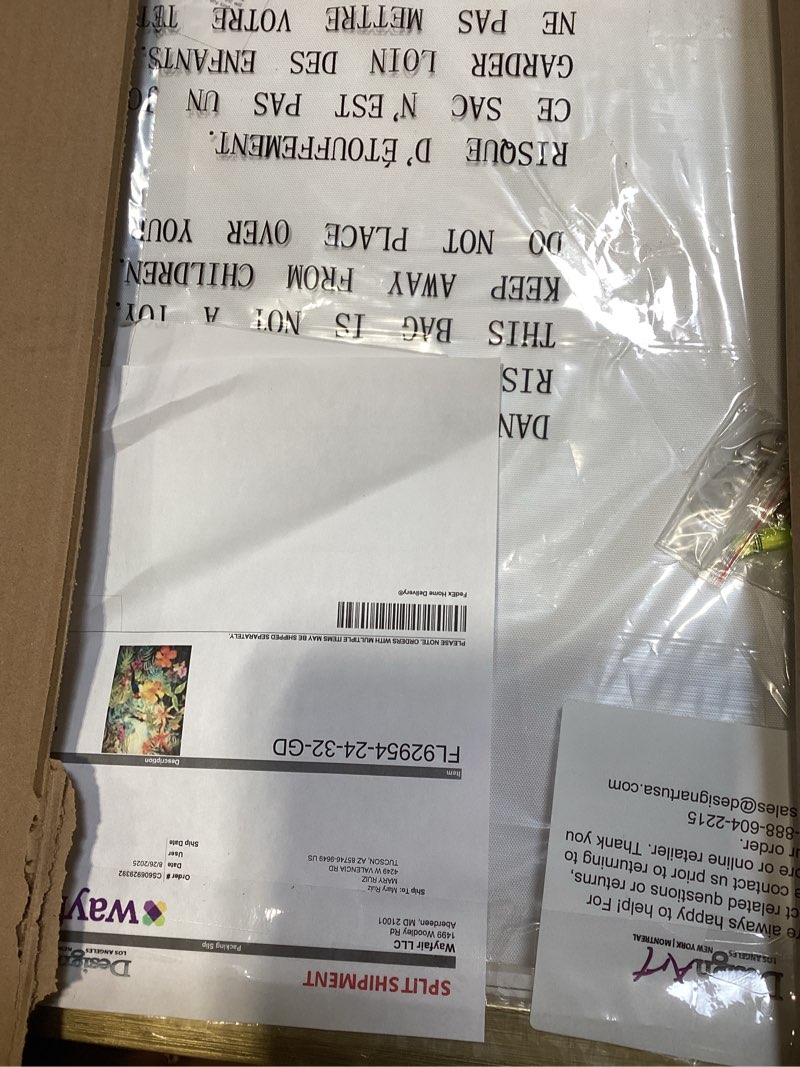 SPLIT SHIPMENT
Design
LOS ANGELES
Packing Slip
Wayfair LLC
1499 Woodley Rd
Aberdeen, MD 21001
way
Ship To: Mary Ruiz
MARY RUIZ
4249 W VALENCIA RD
TUCSON, AZ 85746-9649 US
Order # CS606929392
Date 8/26/2025
User
Ship Date
Item
Description
FL92954-24-32-GD
PLEASE NOTE, ORDERS WITH MULTIPLE ITEMS MAY BE SHIPPED SEPARATELY.
FedEx Home Delivery®
Design Art
LOS ANGELES NEW YORK | MONTREAL
re always happy to help! For
ct related questions or returns,
contact us prior to returning to
ore or online retailer. Thank you
ur order.
-888-604-2215
sales@designartusa.com
DAN
RIS
THIS BAG IS NOT A TOY.
KEEP AWAY FROM CHILDREN.
DO NOT PLACE OVER YOUR
RISQUE D'ÉTOUFFEMENT.
CE SAC N'EST PAS UN JO
GARDER LOIN DES ENFANTS.
NE PAS METTRE VOTRE TÊT